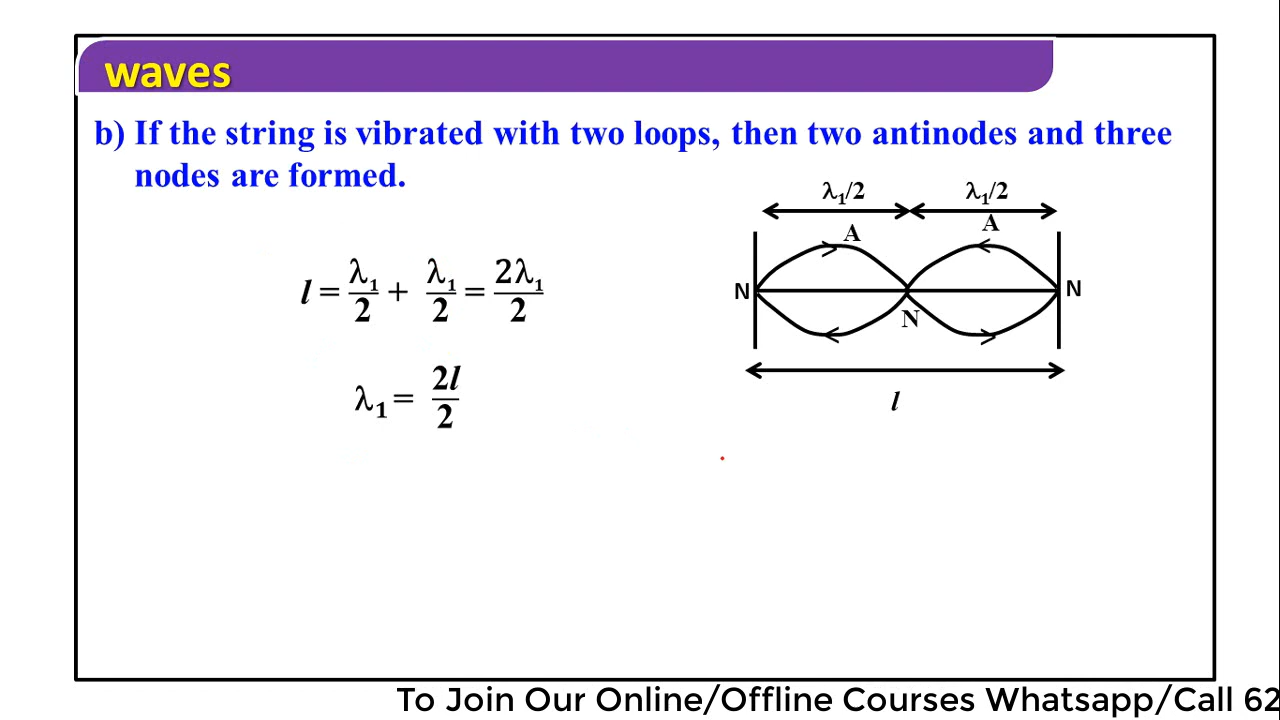 waves
b) If the string is vibrated with two loops, then two antinodes and three
nodes are formed.
λ₁/2 λ₁/2
A A
l = λ₁/2 + λ₁/2 = 2λ₁/2
N N
N
λ₁ = 2l/2
l
To Join Our Online/Offline Courses Whatsapp/Call 62